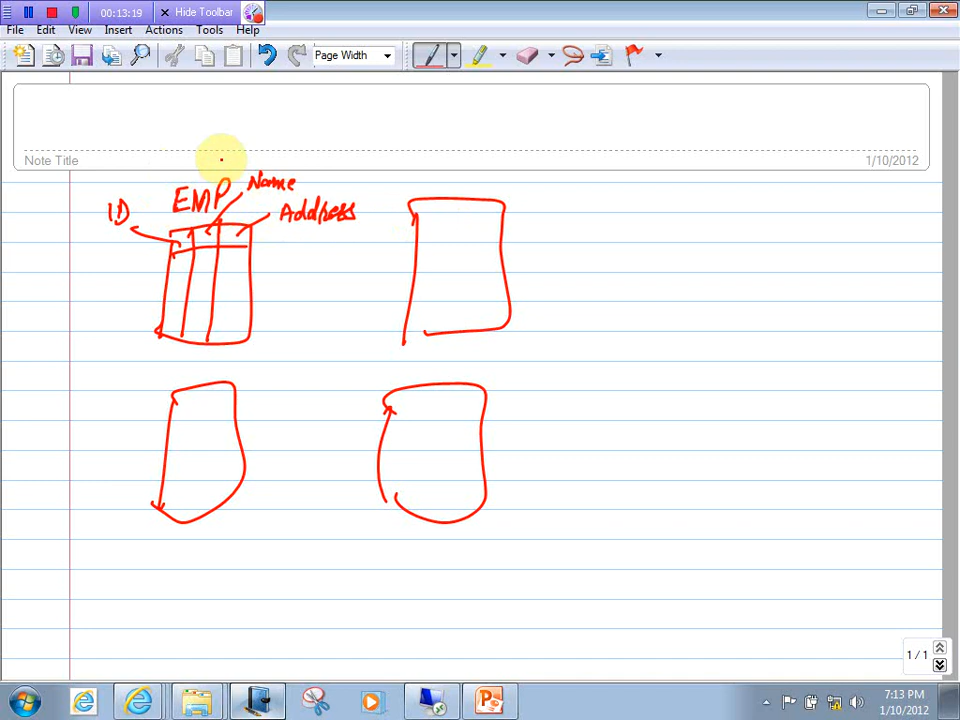 00:13:19 Hide Toolbar
File Edit View Insert Actions Tools Help
Page Width
Note Title 1/10/2012
Name
EMP
ID
Address
1 / 1
7:13 PM
1/10/2012